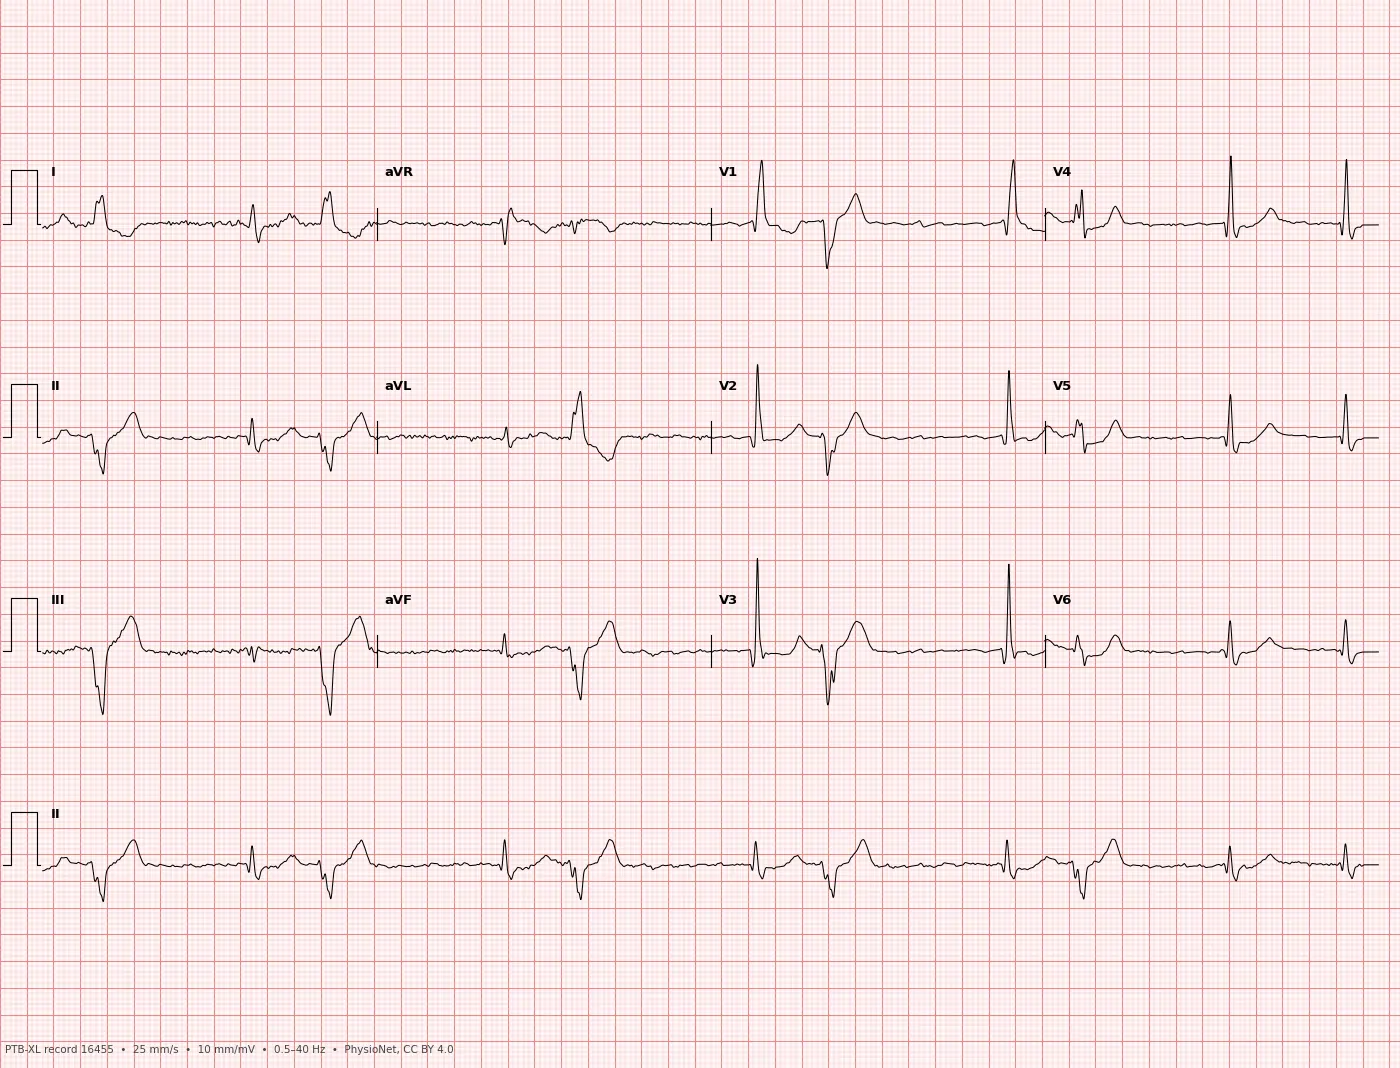 I aVR V1 V4
II aVL V2 V5
III aVF V3 V6
II
PTB-XL record 16455 • 25 mm/s • 10 mm/mV • 0.5–40 Hz • PhysioNet, CC BY 4.0